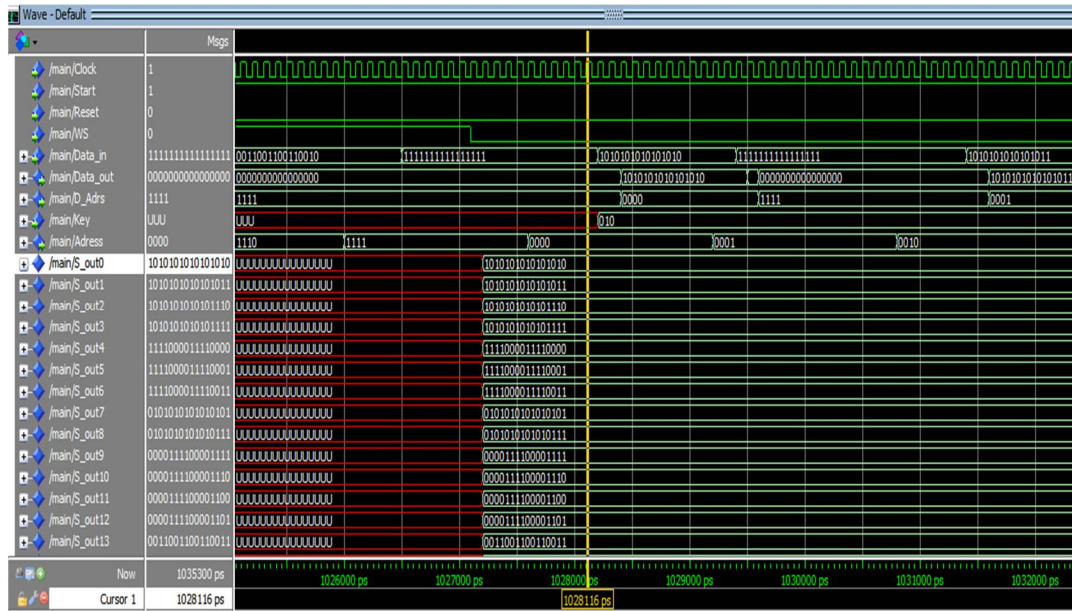 Wave - Default
Msgs
/main/Clock 1
/main/Start 1
/main/Reset 0
/main/WS 0
/main/Data_in 1111111111111111 0011001100110010 1111111111111111 1010101010101010 1111111111111111 1010101010101011
/main/Data_out 0000000000000000 0000000000000000 1010101010101010 0000000000000000 1010101010101011
/main/D_Adrs 1111 1111 0000 1111 0001
/main/Key UUU UUU 010
/main/Adress 0000 1110 1111 0000 0001 0010
/main/S_out0 1010101010101010 UUUUUUUUUUUUUUUU 1010101010101010
/main/S_out1 1010101010101011 UUUUUUUUUUUUUUUU 1010101010101011
/main/S_out2 1010101010101110 UUUUUUUUUUUUUUUU 1010101010101110
/main/S_out3 1010101010101111 UUUUUUUUUUUUUUUU 1010101010101111
/main/S_out4 1111000011110000 UUUUUUUUUUUUUUUU 1111000011110000
/main/S_out5 1111000011110001 UUUUUUUUUUUUUUUU 1111000011110001
/main/S_out6 1111000011110011 UUUUUUUUUUUUUUUU 1111000011110011
/main/S_out7 0101010101010101 UUUUUUUUUUUUUUUU 0101010101010101
/main/S_out8 0101010101010111 UUUUUUUUUUUUUUUU 0101010101010111
/main/S_out9 0000111100001111 UUUUUUUUUUUUUUUU 0000111100001111
/main/S_out10 0000111100001110 UUUUUUUUUUUUUUUU 0000111100001110
/main/S_out11 0000111100001100 UUUUUUUUUUUUUUUU 0000111100001100
/main/S_out12 0000111100001101 UUUUUUUUUUUUUUUU 0000111100001101
/main/S_out13 0011001100110011 UUUUUUUUUUUUUUUU 0011001100110011
Now 1035300 ps 1026000 ps 1027000 ps 1028000 ps 1029000 ps 1030000 ps 1031000 ps 1032000 ps
Cursor 1 1028116 ps 1028116 ps